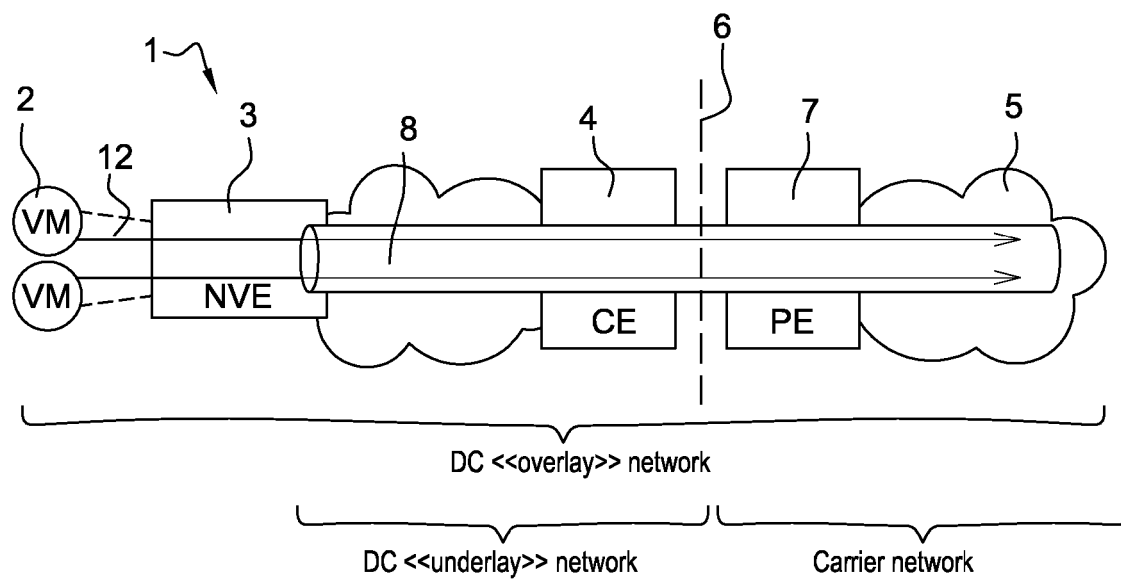 1
6
2
12
3
8
4
7
5
VM
VM
NVE
CE
PE
DC <<overlay>> network
DC <<underlay>> network
Carrier network